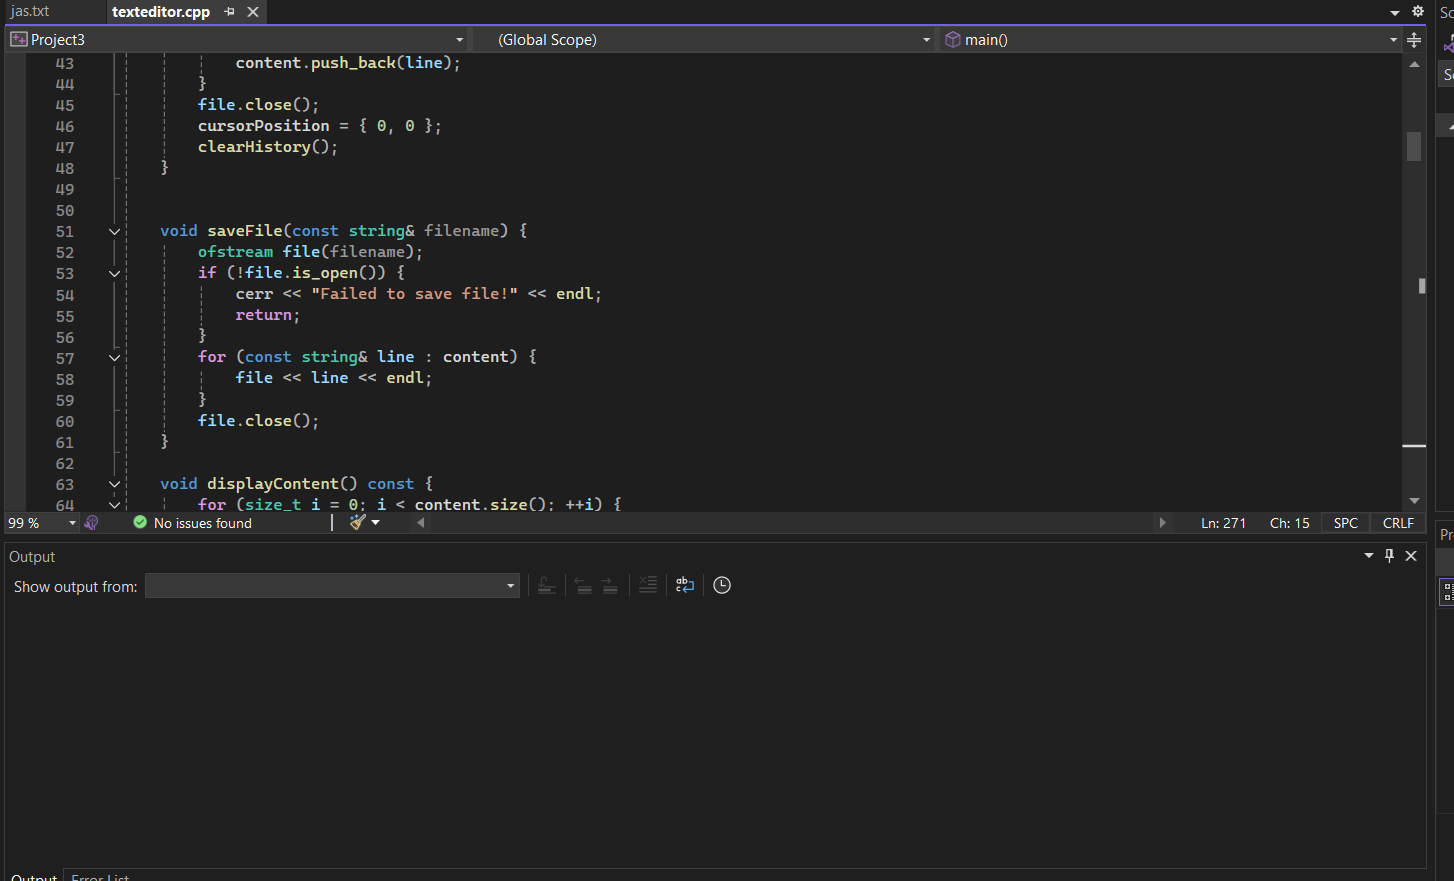 jas.txt texteditor.cpp
Project3 (Global Scope) main()
43 content.push_back(line);
44 }
45 file.close();
46 cursorPosition = { 0, 0 };
47 clearHistory();
48 }
49
50
51 void saveFile(const string& filename) {
52 ofstream file(filename);
53 if (!file.is_open()) {
54 cerr << "Failed to save file!" << endl;
55 return;
56 }
57 for (const string& line : content) {
58 file << line << endl;
59 }
60 file.close();
61 }
62
63 void displayContent() const {
64 for (size_t i = 0; i < content.size(); ++i) {
99 % No issues found Ln: 271 Ch: 15 SPC CRLF
Output
Show output from:
Output Error List